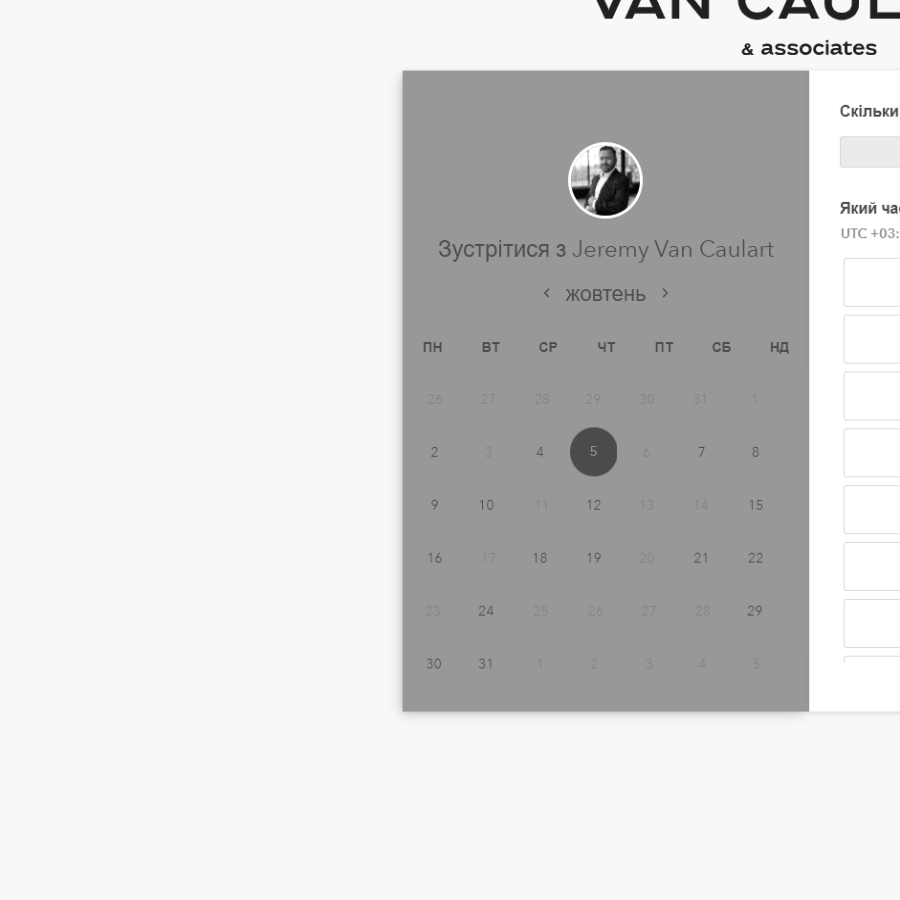 & associates
Зустрітися з Jeremy Van Caulart
‹ жовтень ›
ПН ВТ СР ЧТ ПТ СБ НД
26 27 28 29 30 31 1
2 3 4 5 6 7 8
9 10 11 12 13 14 15
16 17 18 19 20 21 22
23 24 25 26 27 28 29
30 31 1 2 3 4 5
Скільки
Який
UTC +03: